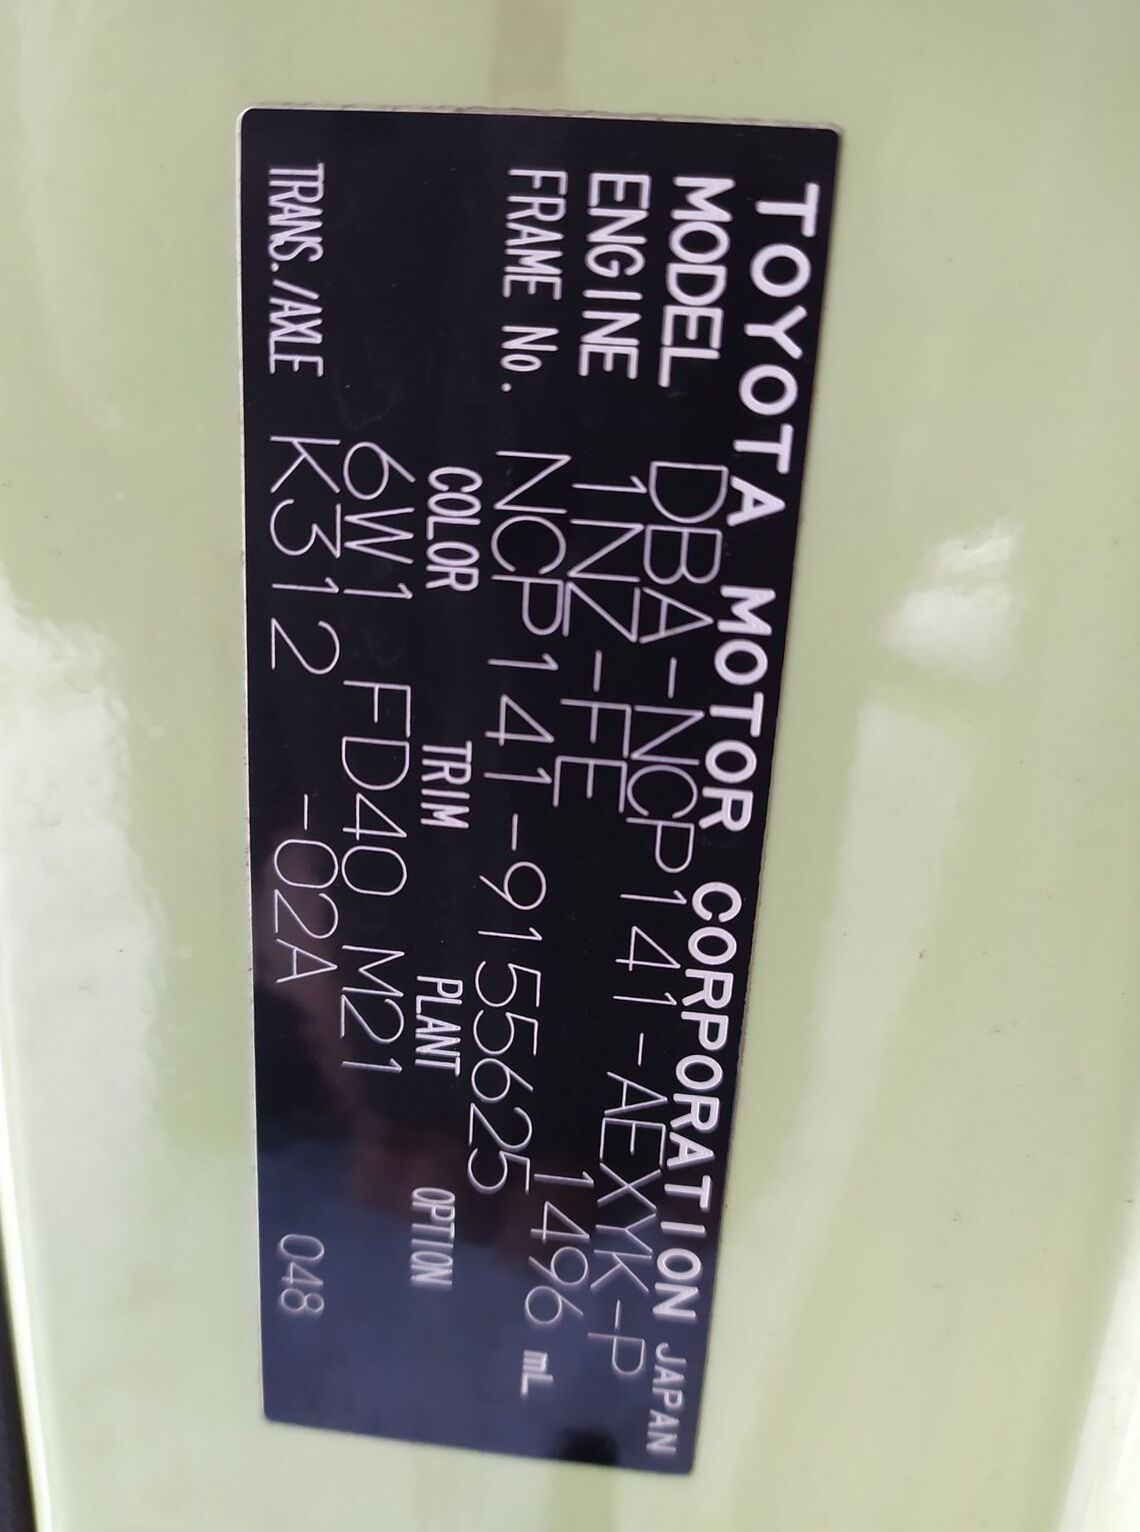 TOYOTA MOTOR CORPORATION JAPAN
MODEL DBA-NCP141-AEXYK-P
ENGINE 1NZ-FE 1496 mL
FRAME No. NCP141-9155625
COLOR TRIM PLANT OPTION
6W1 FD40 M21
TRANS./AXLE K312 -02A 048